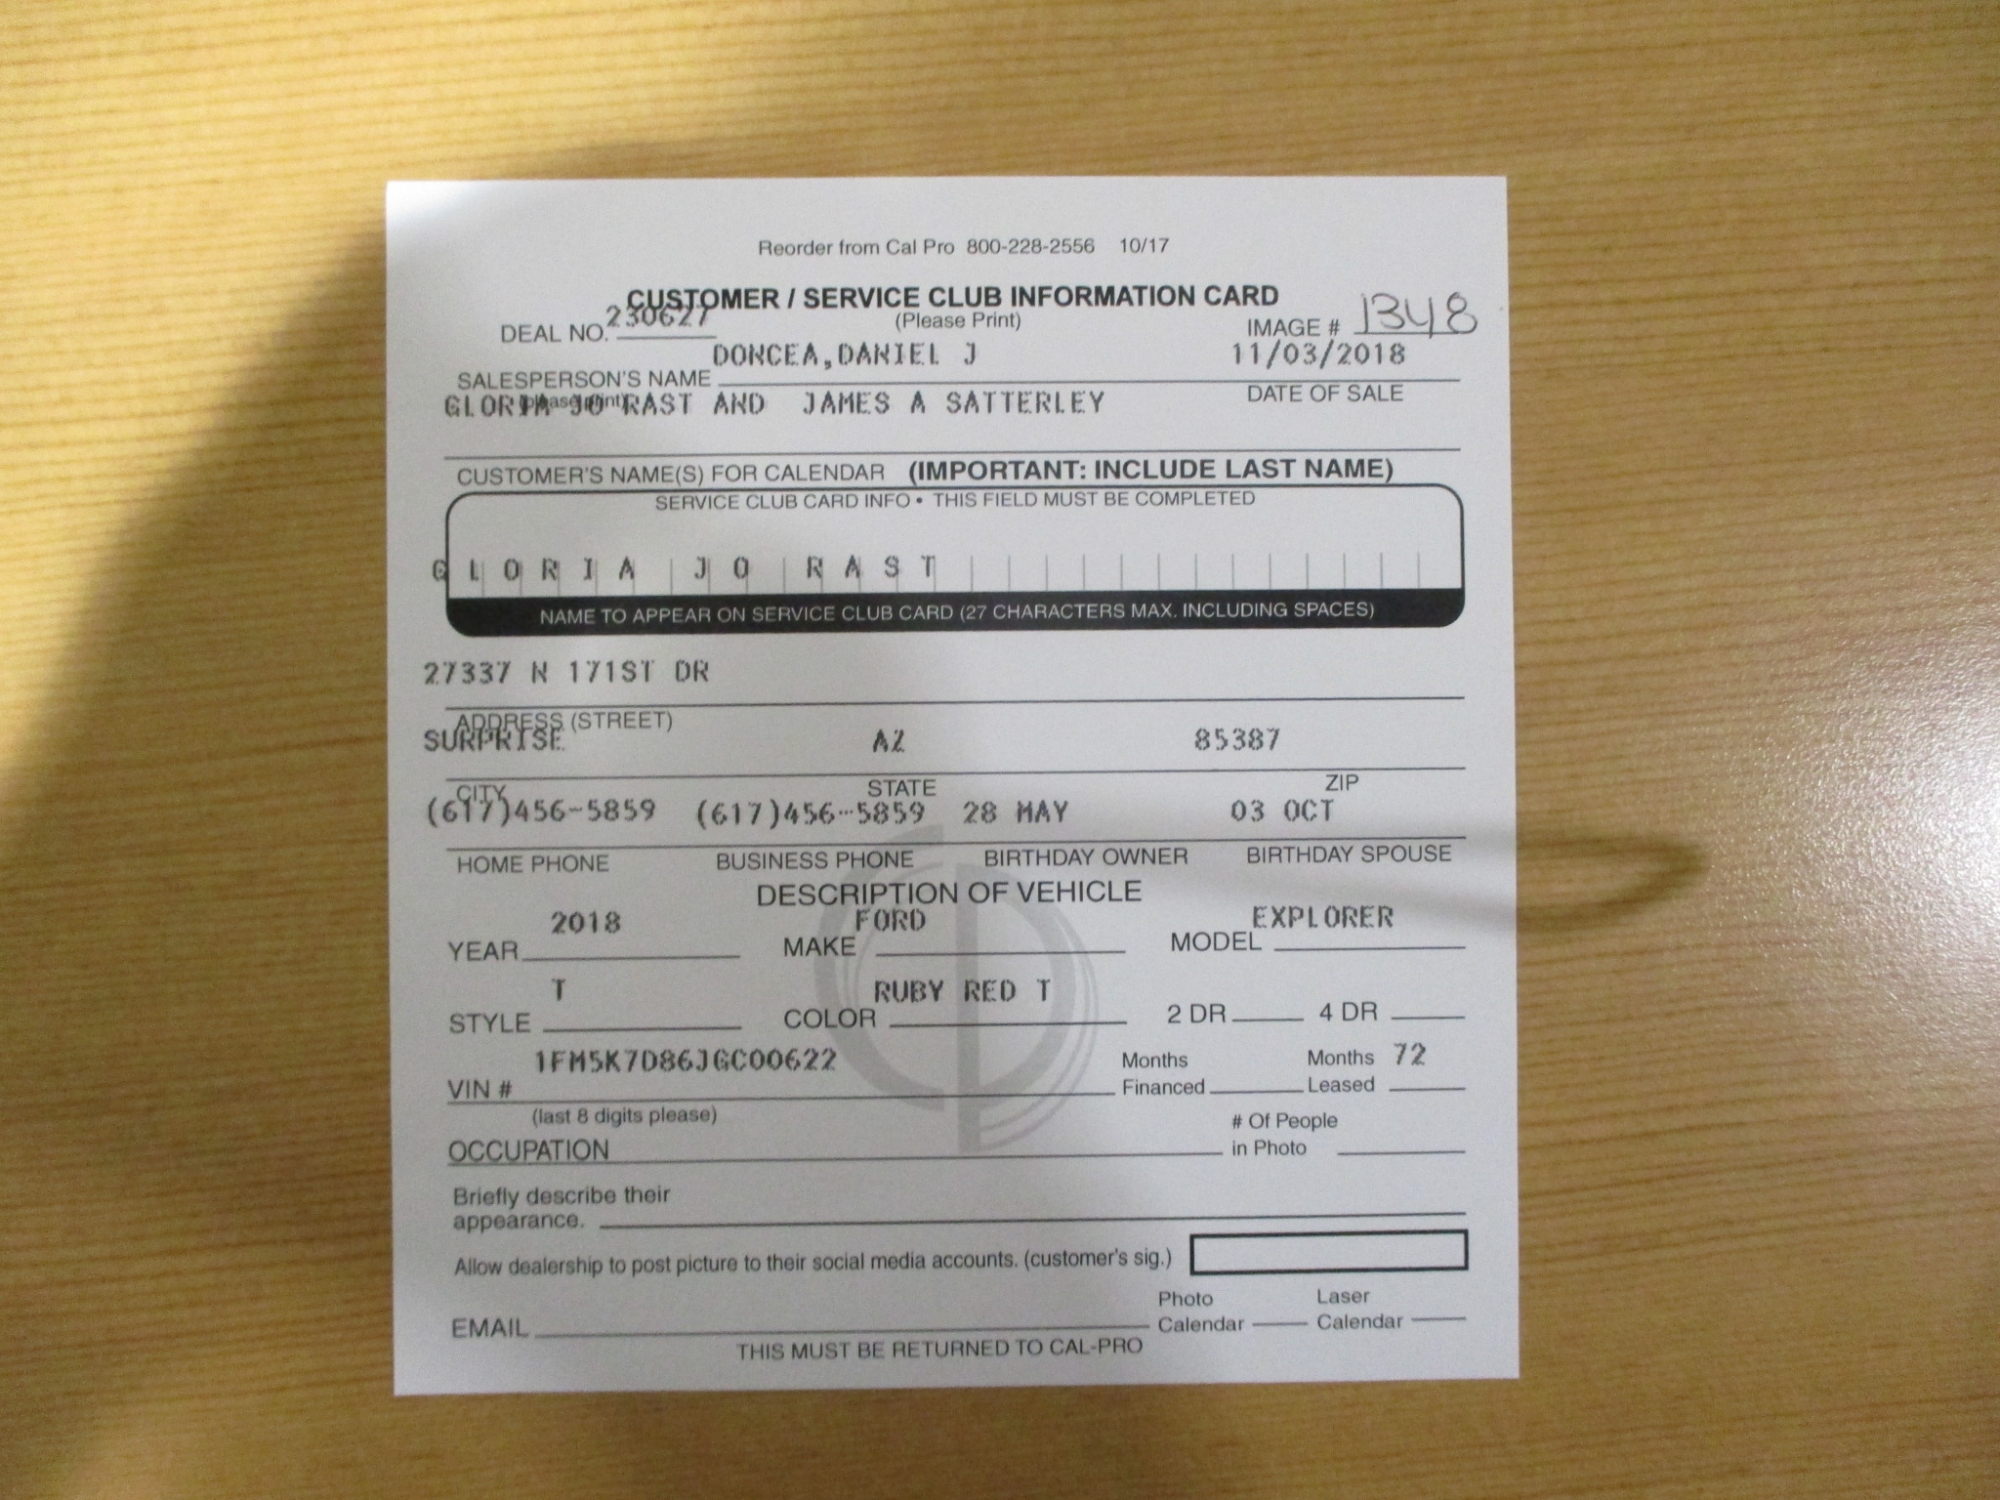 Reorder from Cal Pro 800-228-2556 10/17
CUSTOMER / SERVICE CLUB INFORMATION CARD
(Please Print)
DEAL NO. 230627
IMAGE # 1348
DONCEA,DANIEL J 11/03/2018
SALESPERSON'S NAME DATE OF SALE
(please print)
GLORIA JO RAST AND JAMES A SATTERLEY
CUSTOMER'S NAME(S) FOR CALENDAR (IMPORTANT: INCLUDE LAST NAME)
SERVICE CLUB CARD INFO • THIS FIELD MUST BE COMPLETED
GLORIA JO RAST
NAME TO APPEAR ON SERVICE CLUB CARD (27 CHARACTERS MAX. INCLUDING SPACES)
27337 N 171ST DR
ADDRESS (STREET)
SURPRISE AZ 85387
CITY STATE ZIP
(617)456-5859 (617)456-5859 28 MAY 03 OCT
HOME PHONE BUSINESS PHONE BIRTHDAY OWNER BIRTHDAY SPOUSE
DESCRIPTION OF VEHICLE
2018 FORD EXPLORER
YEAR MAKE MODEL
T RUBY RED T
STYLE COLOR 2 DR 4 DR
1FM5K7D86JGC00622 Months Months 72
VIN # Financed Leased
(last 8 digits please) # Of People
OCCUPATION in Photo
Briefly describe their
appearance.
Allow dealership to post picture to their social media accounts. (customer's sig.)
Photo Laser
EMAIL Calendar Calendar
THIS MUST BE RETURNED TO CAL-PRO